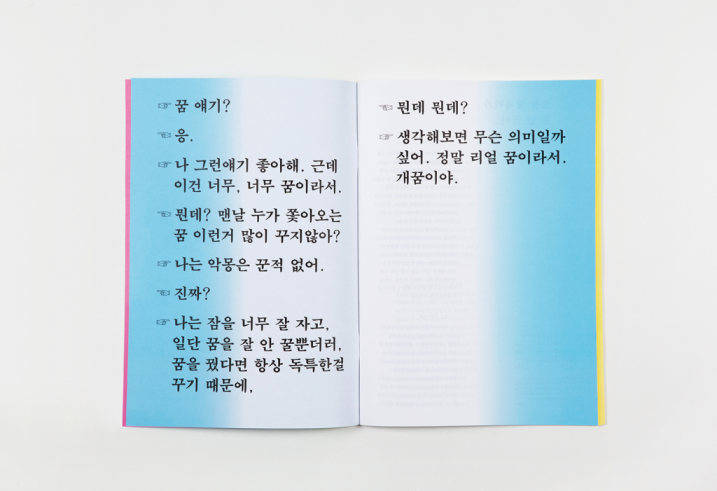 ☞ 꿈 얘기?
☜ 응.
☞ 나 그런얘기 좋아해. 근데
이건 너무, 너무 꿈이라서.
☜ 뭔데? 맨날 누가 쫓아오는
꿈 이런거 많이 꾸지않아?
☞ 나는 악몽은 꾼적 없어.
☜ 진짜?
☞ 나는 잠을 너무 잘 자고,
일단 꿈을 잘 안 꿀뿐더러,
꿈을 꿨다면 항상 독특한걸
꾸기 때문에,
☜ 뭔데 뭔데?
☞ 생각해보면 무슨 의미일까
싶어. 정말 리얼 꿈이라서.
개꿈이야.